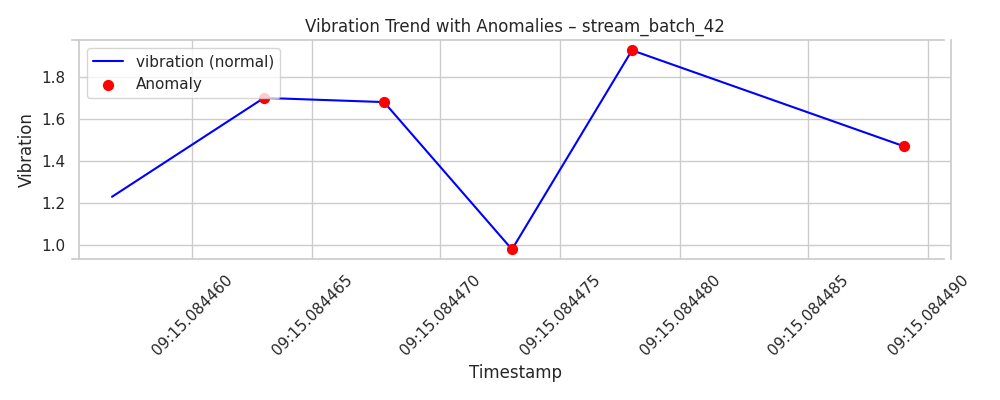 Vibration Trend with Anomalies – stream_batch_42
vibration (normal)
Anomaly
Vibration
1.8
1.6
1.4
1.2
1.0
09:15.084460
09:15.084465
09:15.084470
09:15.084475
09:15.084480
09:15.084485
09:15.084490
Timestamp